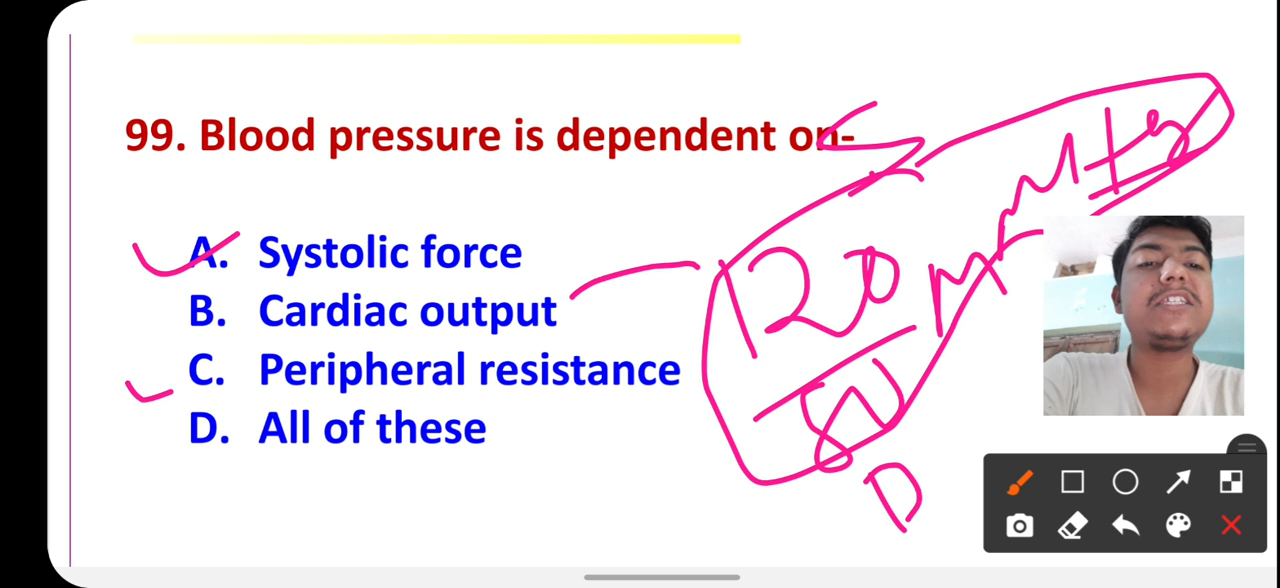 99. Blood pressure is dependent on-
S
A. Systolic force
120 mmHg
B. Cardiac output
80
C. Peripheral resistance
D. All of these
D